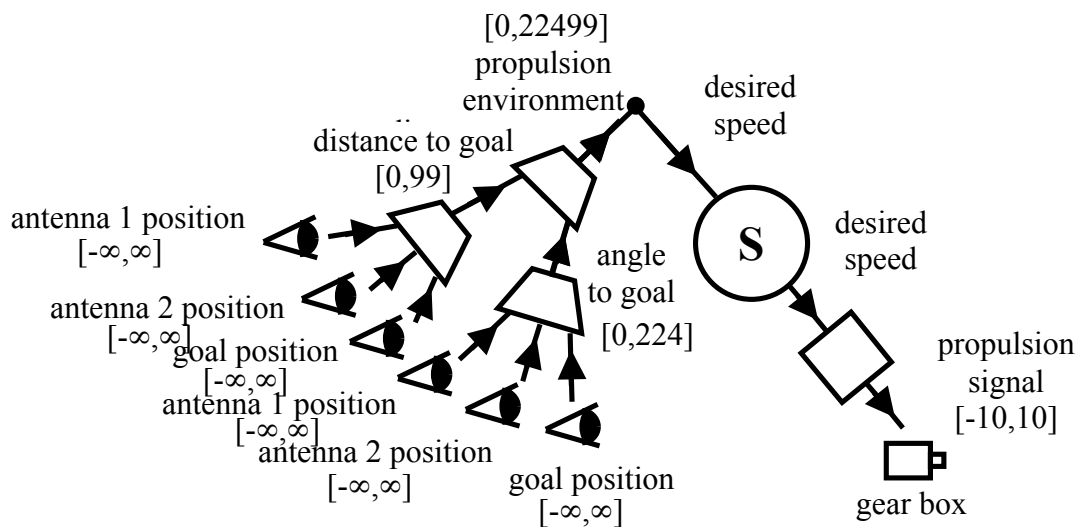 [0,22499]
propulsion
environment
desired
speed
distance to goal
[0,99]
antenna 1 position
[-∞,∞]
S
desired
speed
angle
to goal
[0,224]
antenna 2 position
[-∞,∞]
goal position
[-∞,∞]
propulsion
signal
[-10,10]
antenna 1 position
[-∞,∞]
antenna 2 position
[-∞,∞]
goal position
[-∞,∞]
gear box